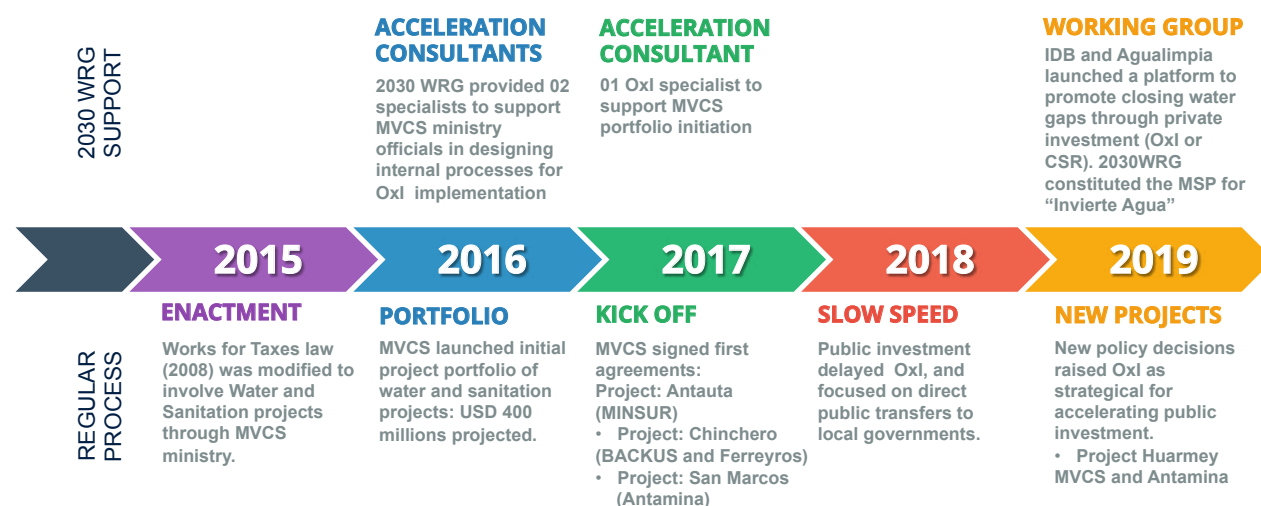 2030 WRG
SUPPORT
ACCELERATION
CONSULTANTS
2030 WRG provided 02
specialists to support
MVCS ministry
officials in designing
internal processes for
OxI implementation
ACCELERATION
CONSULTANT
01 OxI specialist to
support MVCS
portfolio initiation
WORKING GROUP
IDB and Agualimpia
launched a platform to
promote closing water
gaps through private
investment (OxI or
CSR). 2030WRG
constituted the MSP for
“Invierte Agua”
2015
2016
2017
2018
2019
REGULAR
PROCESS
ENACTMENT
Works for Taxes law
(2008) was modified to
involve Water and
Sanitation projects
through MVCS
ministry.
PORTFOLIO
MVCS launched initial
project portfolio of
water and sanitation
projects: USD 400
millions projected.
KICK OFF
MVCS signed first
agreements:
Project: Antauta
(MINSUR)
• Project: Chinchero
(BACKUS and Ferreyros)
• Project: San Marcos
(Antamina)
SLOW SPEED
Public investment
delayed OxI, and
focused on direct
public transfers to
local governments.
NEW PROJECTS
New policy decisions
raised OxI as
strategical for
accelerating public
investment.
• Project Huarmey
MVCS and Antamina